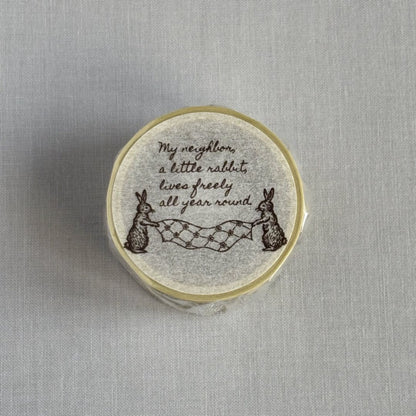 My neighbor,
a little rabbit,
lives freely
all year round.